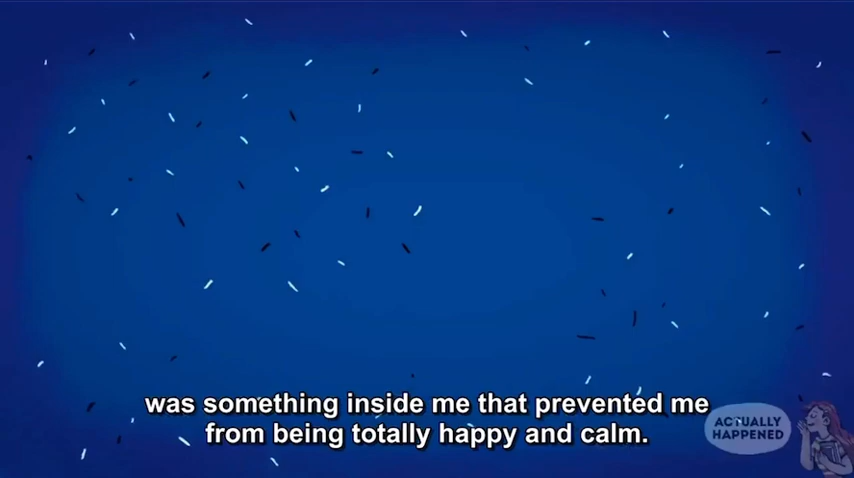 was something inside me that prevented me
from being totally happy and calm.
ACTUALLY
HAPPENED